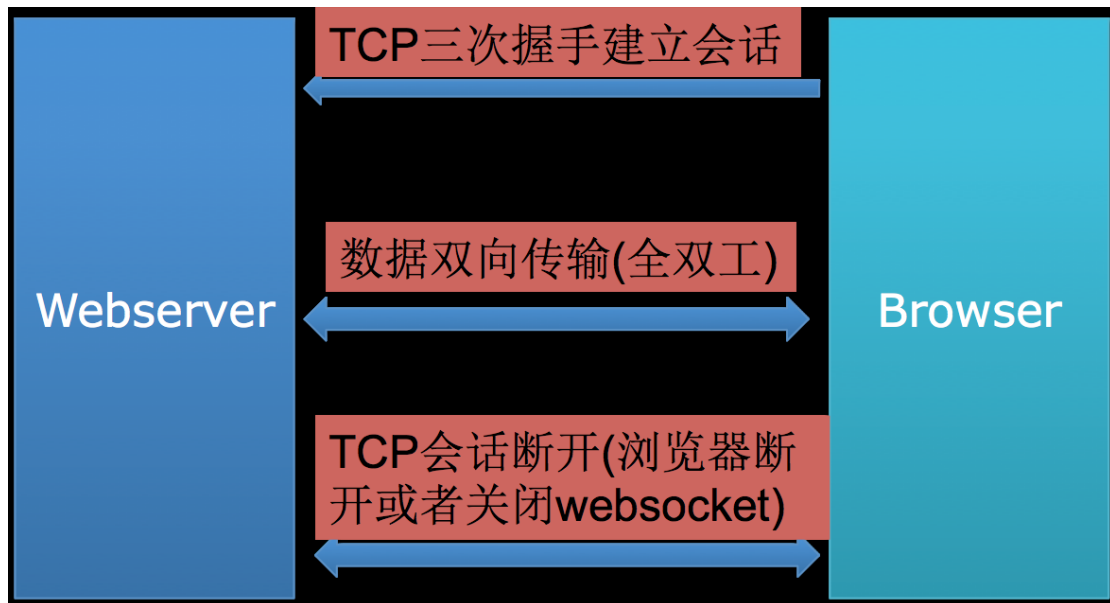 TCP三次握手建立会话
数据双向传输(全双工)
Webserver
Browser
TCP会话断开(浏览器断
开或者关闭websocket)